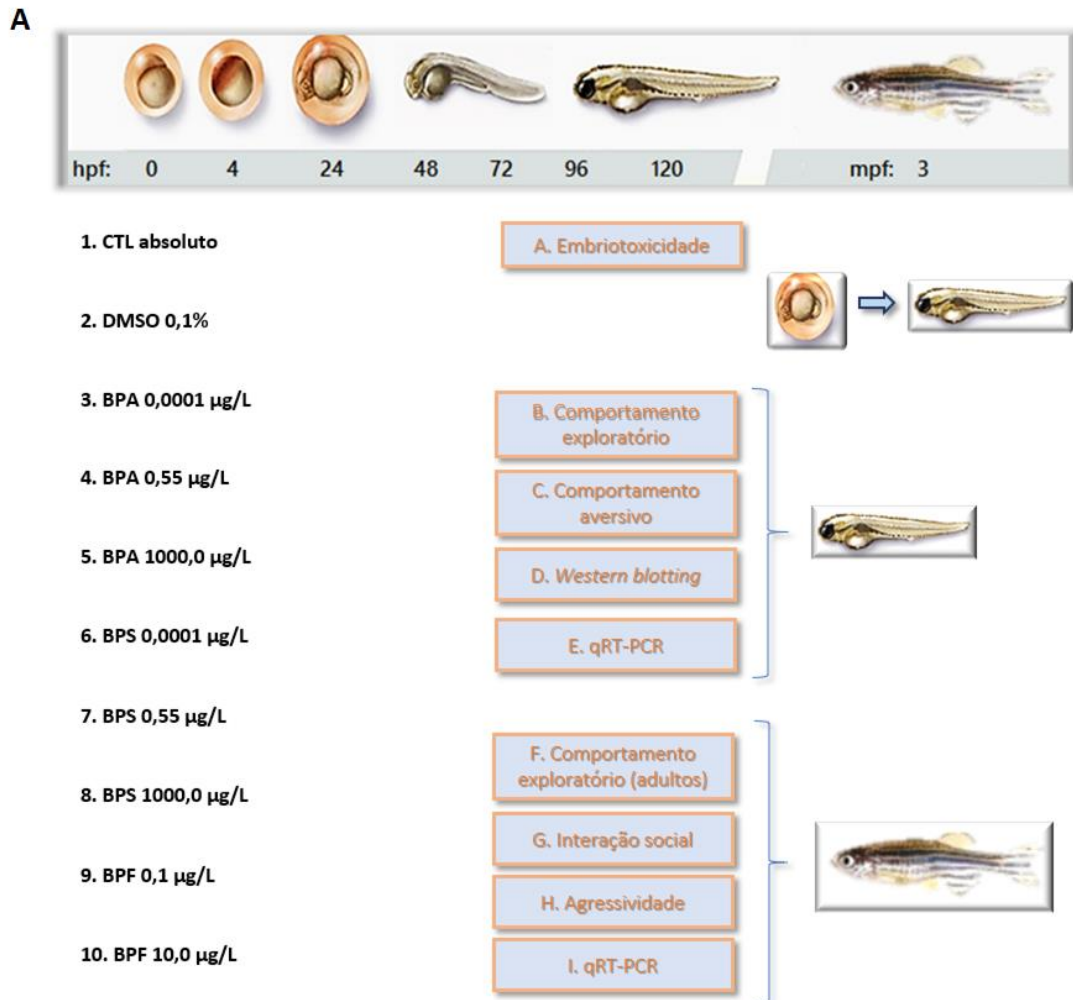 A
hpf: 0 4 24 48 72 96 120 mpf: 3
1. CTL absoluto
2. DMSO 0,1%
3. BPA 0,0001 µg/L
4. BPA 0,55 µg/L
5. BPA 1000,0 µg/L
6. BPS 0,0001 µg/L
7. BPS 0,55 µg/L
8. BPS 1000,0 µg/L
9. BPF 0,1 µg/L
10. BPF 10,0 µg/L
A. Embriotoxicidade
B. Comportamento
exploratório
C. Comportamento
aversivo
D. Western blotting
E. qRT-PCR
F. Comportamento
exploratório (adultos)
G. Interação social
H. Agressividade
I. qRT-PCR